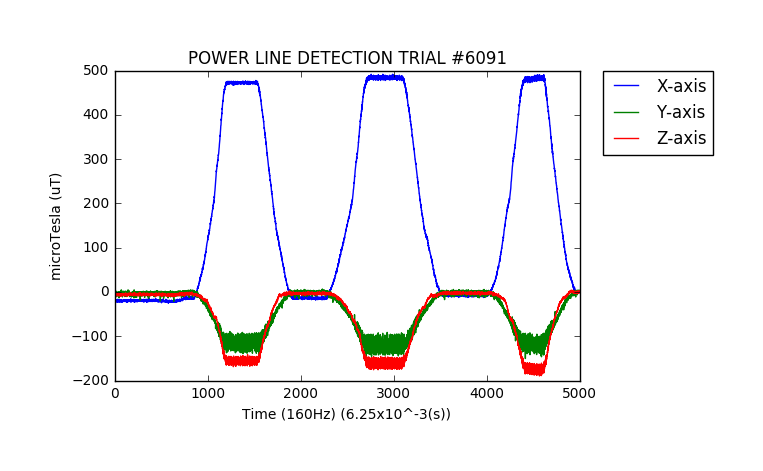 POWER LINE DETECTION TRIAL #6091
500
400
300
200
100
0
−100
−200
microTesla (uT)
0 1000 2000 3000 4000 5000
Time (160Hz) (6.25x10^-3(s))
X-axis
Y-axis
Z-axis